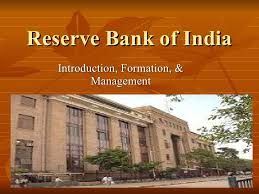 Reserve Bank of India
Introduction, Formation, &
Management